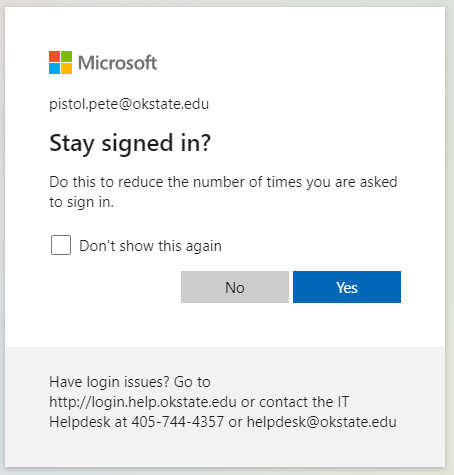 Microsoft
pistol.pete@okstate.edu
Stay signed in?
Do this to reduce the number of times you are asked
to sign in.
Don't show this again
No
Yes
Have login issues? Go to
http://login.help.okstate.edu or contact the IT
Helpdesk at 405-744-4357 or helpdesk@okstate.edu